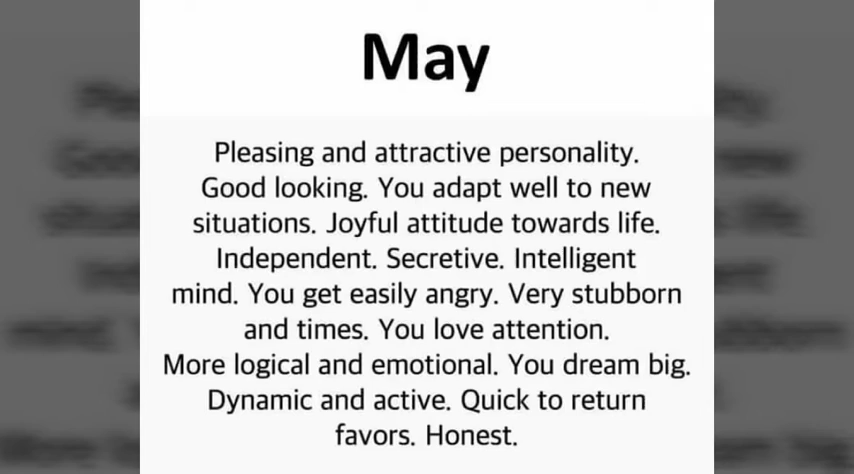 May
Pleasing and attractive personality.
Good looking. You adapt well to new
situations. Joyful attitude towards life.
Independent. Secretive. Intelligent
mind. You get easily angry. Very stubborn
and times. You love attention.
More logical and emotional. You dream big.
Dynamic and active. Quick to return
favors. Honest.